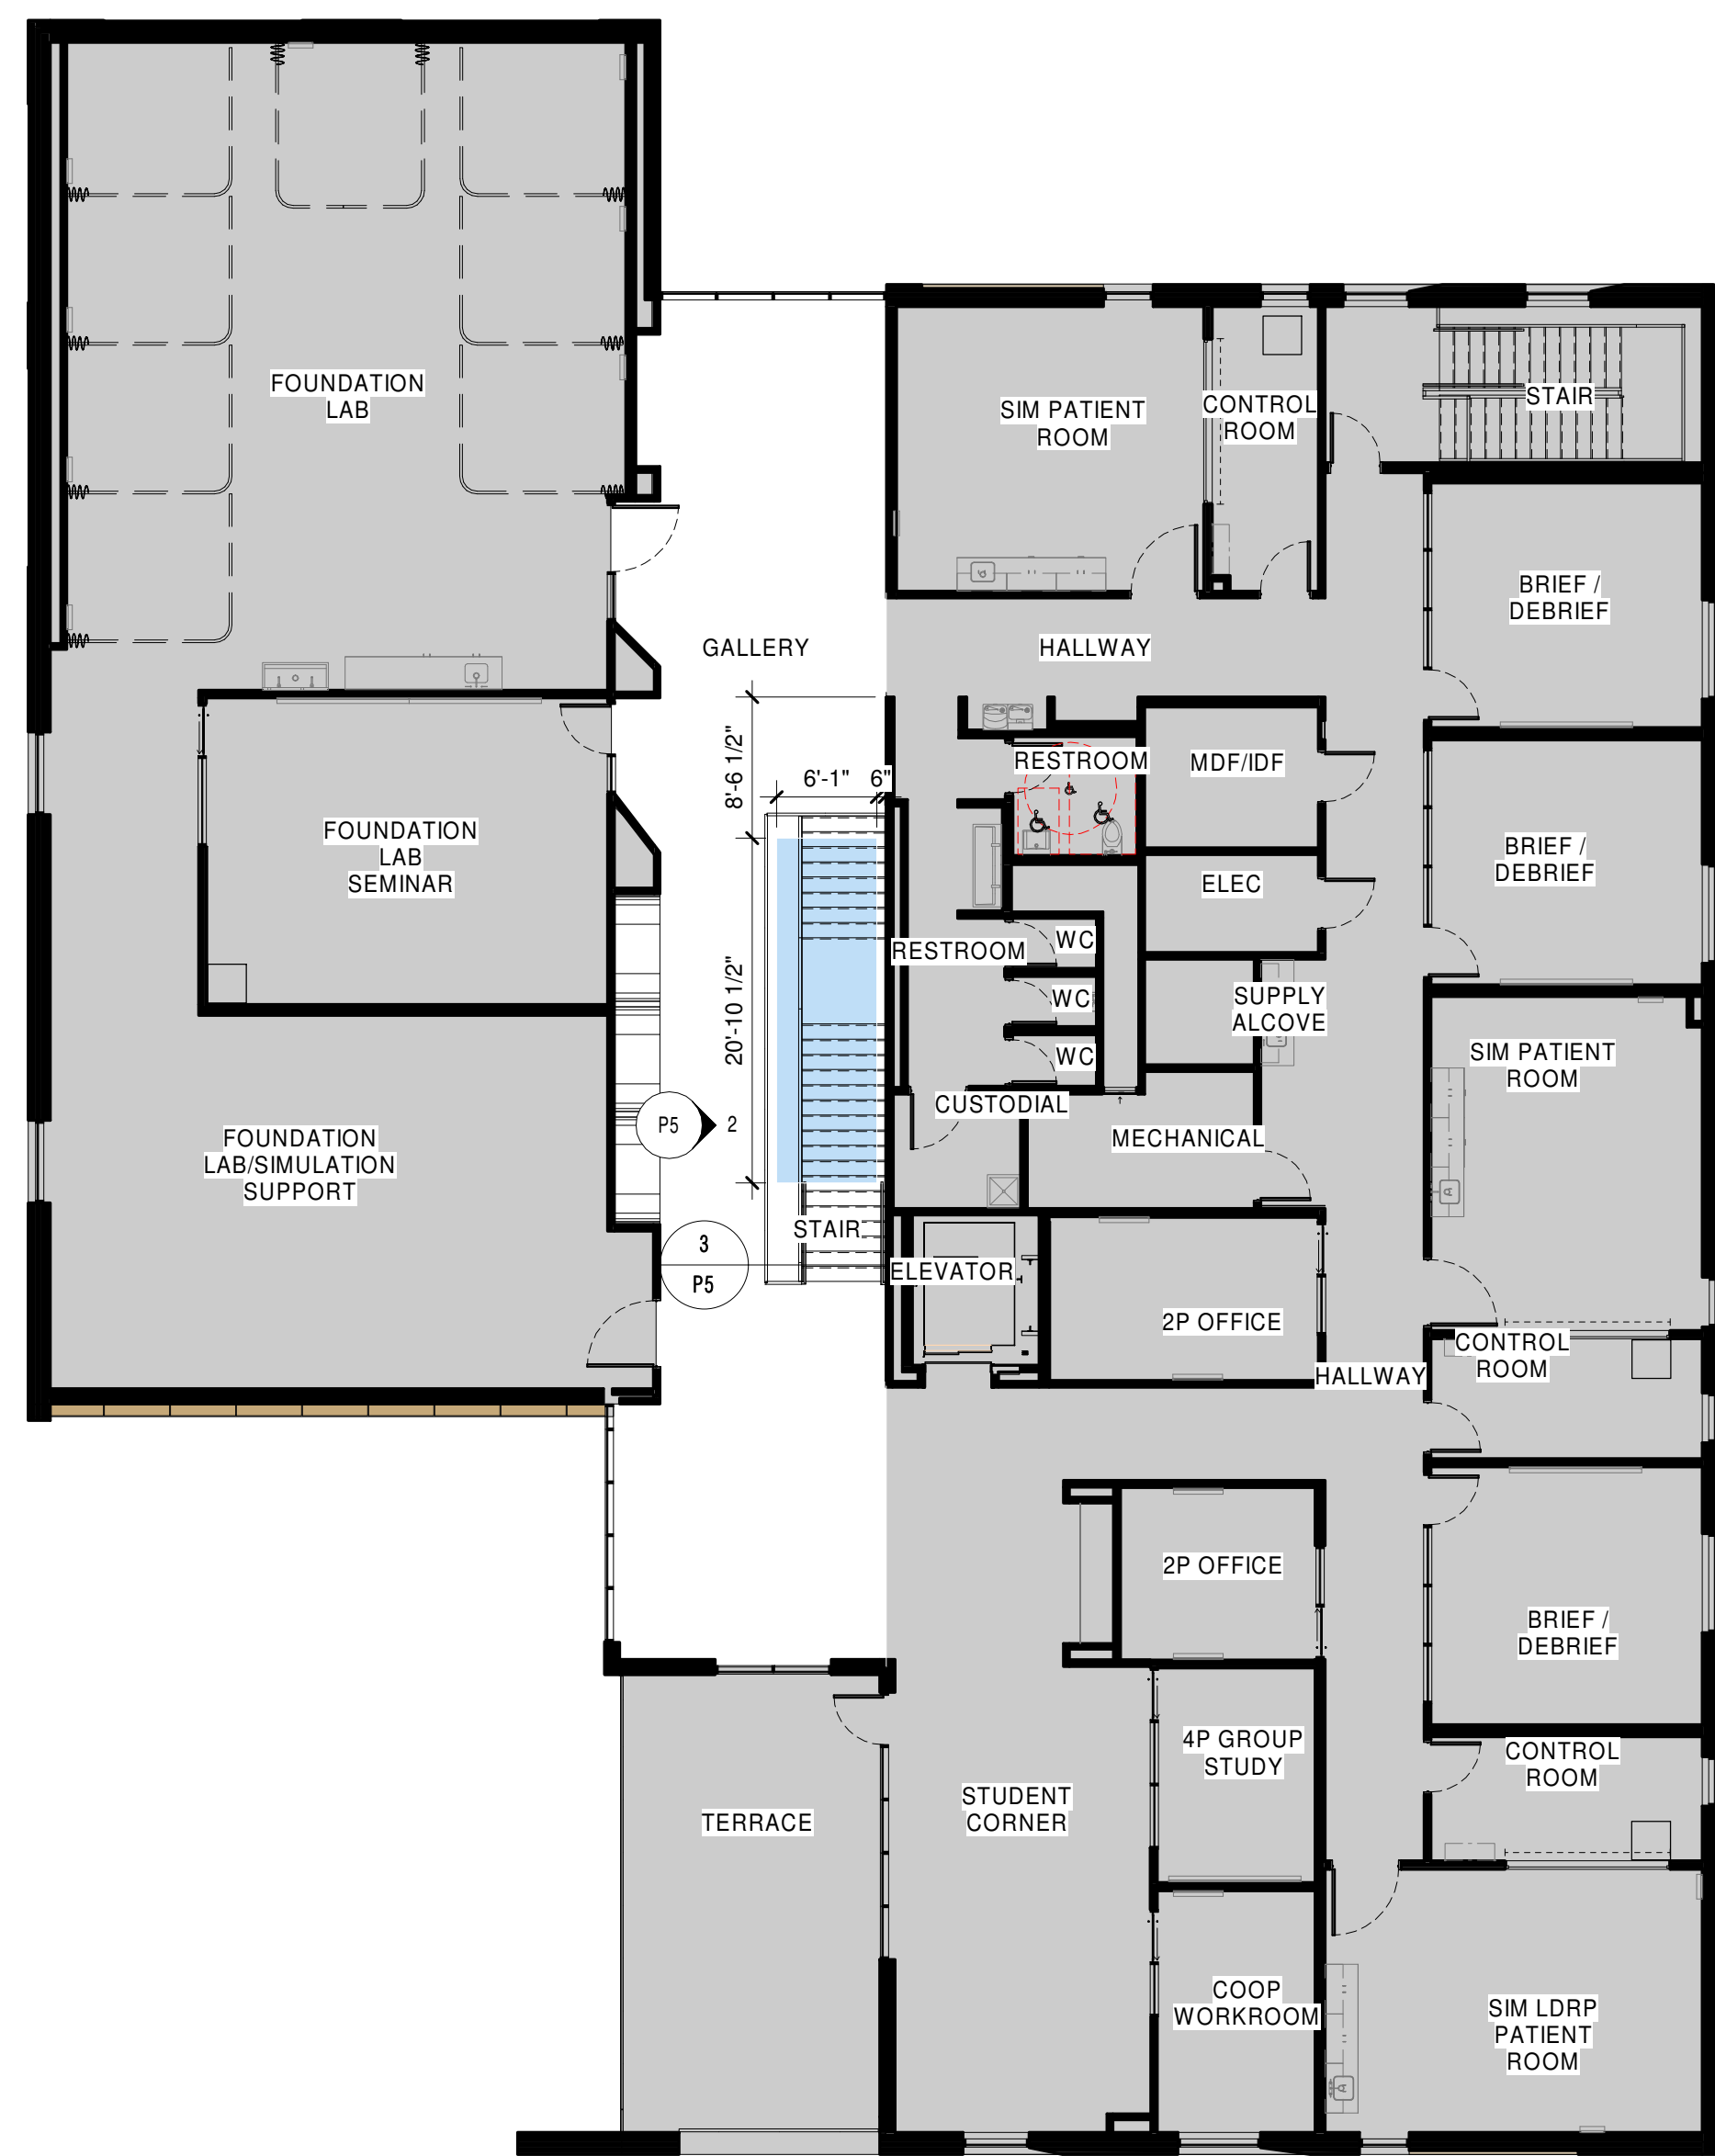 FOUNDATION
LAB
SIM PATIENT
ROOM
CONTROL
ROOM
STAIR
BRIEF /
DEBRIEF
GALLERY
HALLWAY
8'-6 1/2"
6'-1"
6"
RESTROOM
MDF/IDF
FOUNDATION
LAB
SEMINAR
BRIEF /
DEBRIEF
ELEC
RESTROOM
WC
WC
WC
20'-10 1/2"
SUPPLY
ALCOVE
SIM PATIENT
ROOM
CUSTODIAL
MECHANICAL
P5
2
FOUNDATION
LAB/SIMULATION
SUPPORT
STAIR
3
P5
ELEVATOR
2P OFFICE
CONTROL
ROOM
HALLWAY
2P OFFICE
BRIEF /
DEBRIEF
4P GROUP
STUDY
CONTROL
ROOM
STUDENT
CORNER
TERRACE
COOP
WORKROOM
SIM LDRP
PATIENT
ROOM